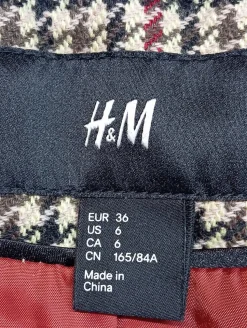 H&M
EUR 36
US 6
CA 6
CN 165/84A
Made in
China